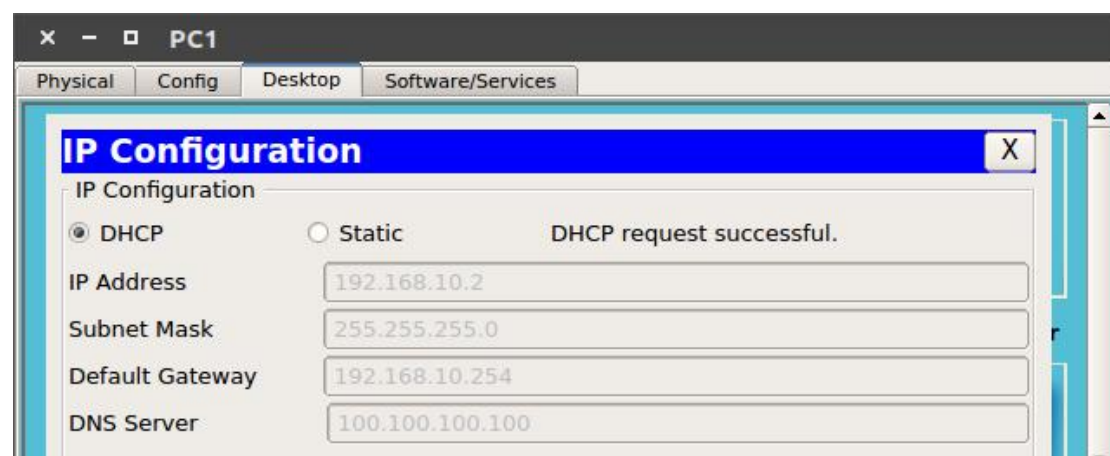 PC1
Physical Config Desktop Software/Services
IP Configuration X
IP Configuration
DHCP Static DHCP request successful.
IP Address 192.168.10.2
Subnet Mask 255.255.255.0
Default Gateway 192.168.10.254
DNS Server 100.100.100.100
r